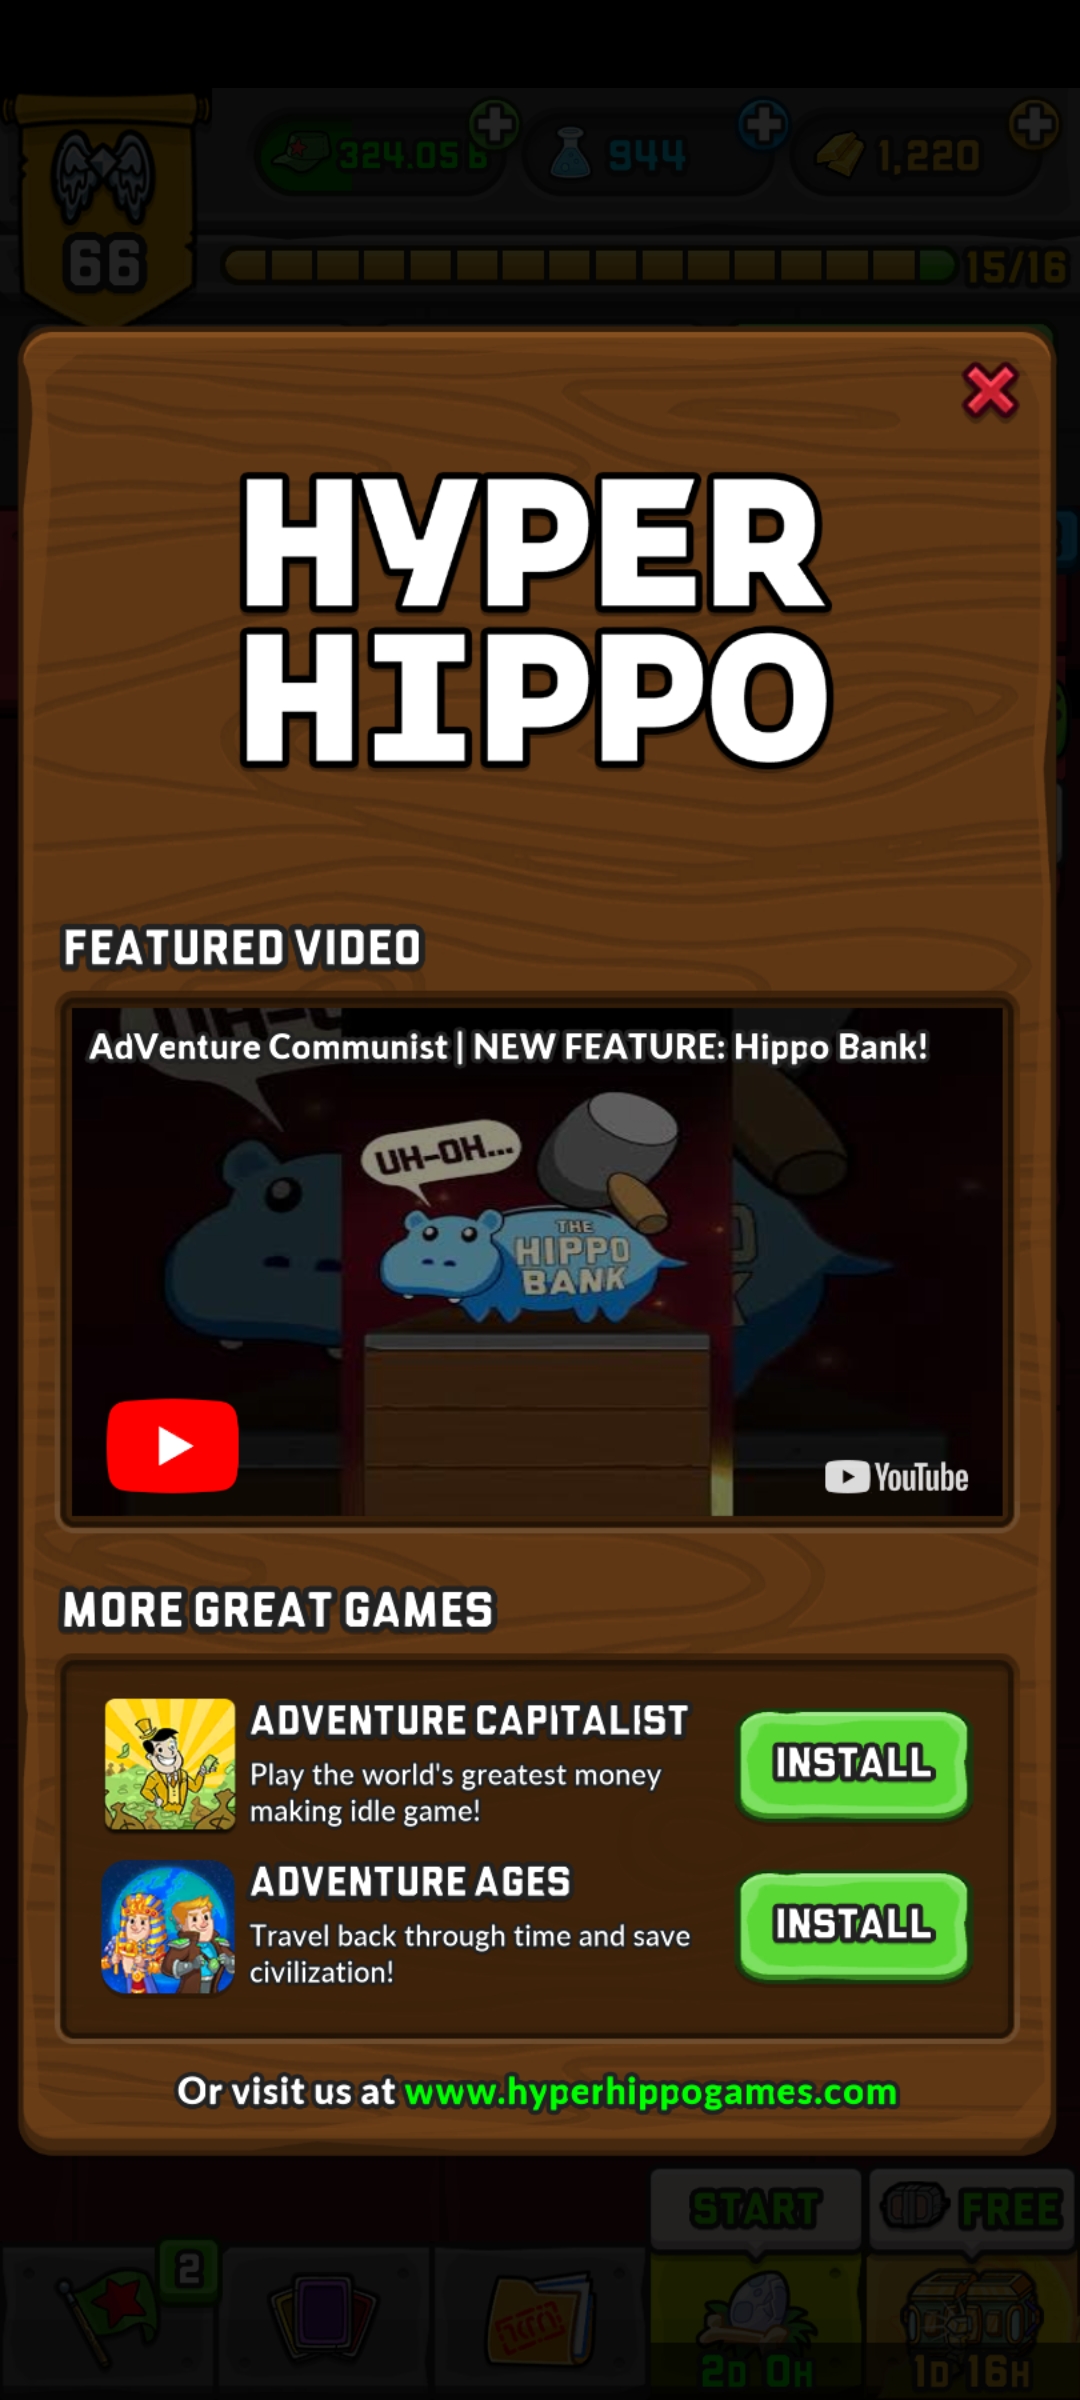 324.05 B
944
1,220
66
15/16
HYPER
HIPPO
FEATURED VIDEO
AdVenture Communist | NEW FEATURE: Hippo Bank!
UH-OH...
THE
HIPPO
BANK
YouTube
MORE GREAT GAMES
ADVENTURE CAPITALIST
Play the world's greatest money
making idle game!
INSTALL
ADVENTURE AGES
Travel back through time and save
civilization!
INSTALL
Or visit us at www.hyperhippogames.com
START
FREE
2
2D 0H
1D 16H